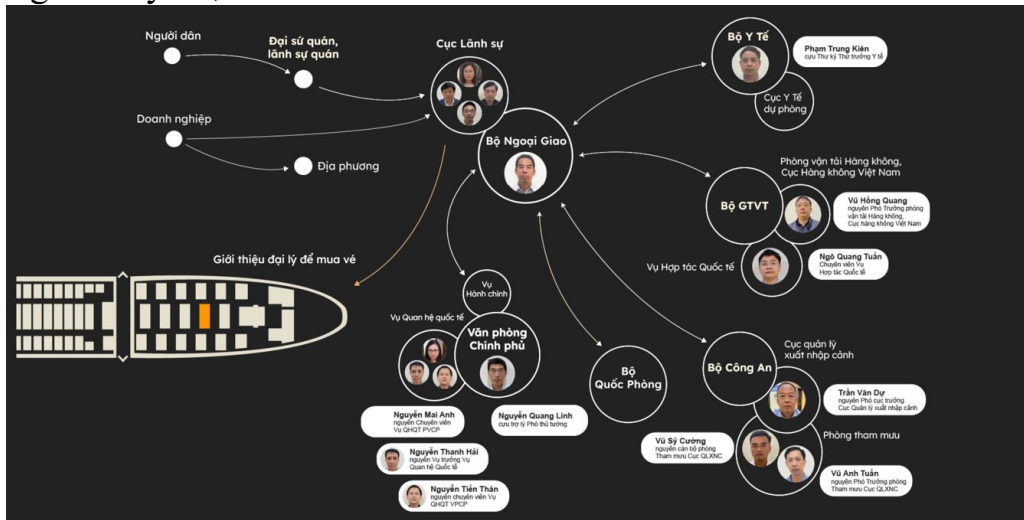 Người dân
Đại sứ quán,
lãnh sự quán
Cục Lãnh sự
Doanh nghiệp
Địa phương
Bộ Ngoại Giao
Bộ Y Tế
Phạm Trung Kiên
cựu Thư ký Thứ trưởng Y tế
Cục Y Tế
dự phòng
Phòng vận tải Hàng không,
Cục Hàng không Việt Nam
Bộ GTVT
Vũ Hồng Quang
nguyên Phó Trưởng phòng
vận tải Hàng không,
Cục hàng không Việt Nam
Vụ Hợp tác Quốc tế
Ngô Quang Tuấn
Chuyên viên Vụ
Hợp tác Quốc tế
Giới thiệu đại lý để mua vé
Vụ
Hành chính
Vụ Quan hệ quốc tế
Văn phòng
Chính phủ
Nguyễn Mai Anh
nguyên Chuyên viên
Vụ QHQT PVCP
Nguyễn Quang Linh
cựu trợ lý Phó thủ tướng
Nguyễn Thanh Hải
nguyên Vụ trưởng Vụ
Quan hệ Quốc tế
Nguyễn Tiến Thân
nguyên chuyên viên Vụ
QHQT VPCP
Bộ
Quốc Phòng
Cục quản lý
xuất nhập cảnh
Bộ Công An
Trần Văn Dự
nguyên Phó cục trưởng
Cục Quản lý xuất nhập cảnh
Phòng tham mưu
Vũ Sỹ Cường
nguyên cán bộ phòng
Tham mưu Cục QLXNC
Vũ Anh Tuấn
nguyên Phó Trưởng phòng
Tham mưu Cục QLXNC